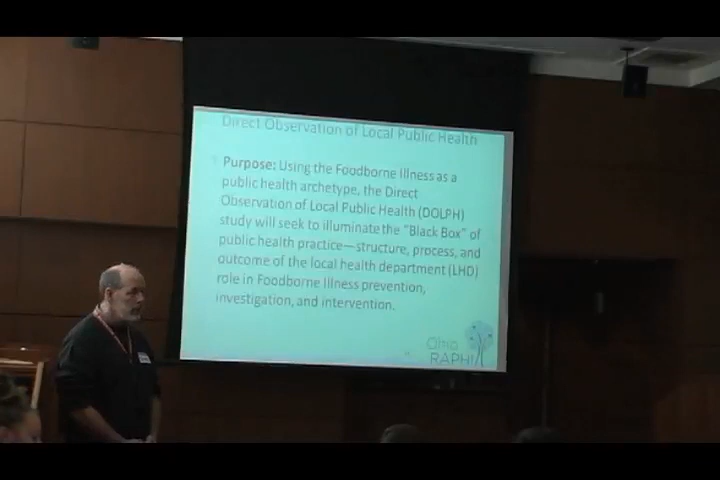 Direct Observation of Local Public Health
Purpose: Using the Foodborne Illness as a
public health archetype, the Direct
Observation of Local Public Health (DOLPH)
study will seek to illuminate the "Black Box" of
public health practice—structure, process, and
outcome of the local health department (LHD)
role in Foodborne Illness prevention,
investigation, and intervention.
Ohio
RAPHI